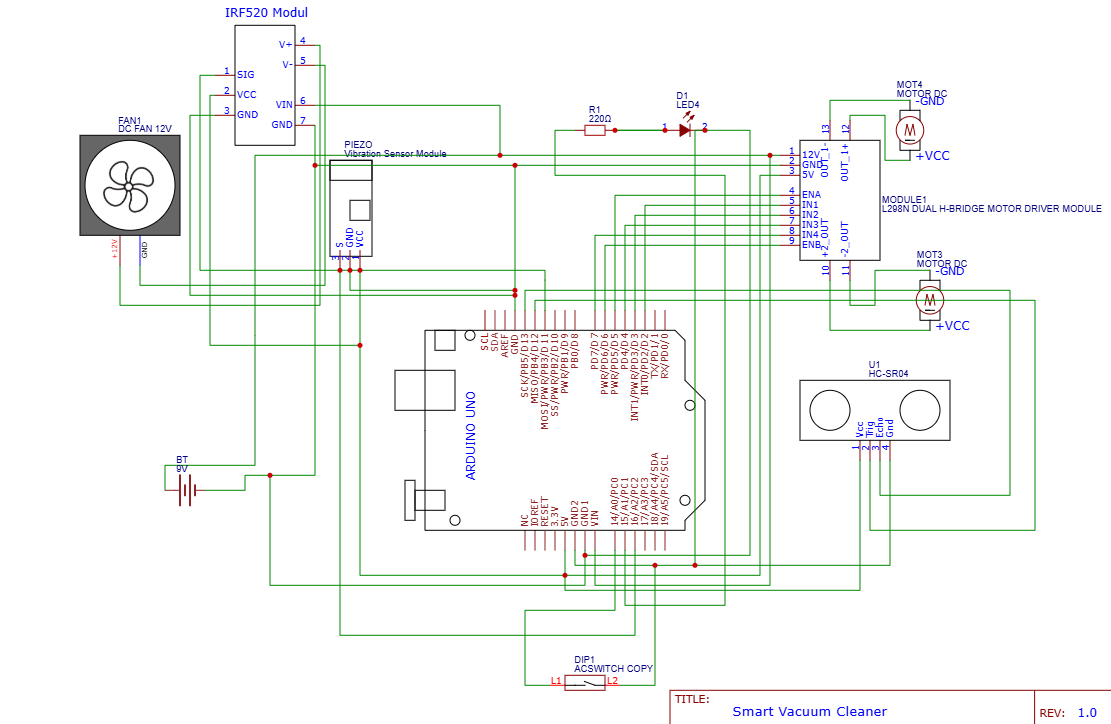 IRF520 Modul
V+ 4
V- 5
1 SIG
2 VCC
VIN 6
3 GND
GND 7
FAN1
DC FAN 12V
+12V
GND
PIEZO
Vibration Sensor Module
S
GND
VCC
3
2
1
R1
220Ω
D1
LED4
1
2
MOT4
MOTOR DC
-GND
M
+VCC
13
12
OUT_1-
OUT_1+
1 12V
2 GND
3 5V
4 ENA
5 IN1
6 IN2
7 IN3
8 IN4
9 ENB
+2_OUT
-2_OUT
10
11
MODULE1
L298N DUAL H-BRIDGE MOTOR DRIVER MODULE
MOT3
MOTOR DC
-GND
M
+VCC
SCL
SDA
AREF
GND
SCK/PB5/D13
MISO/PB4/D12
MOSI/PWR/PB3/D11
SS/PWR/PB2/D10
PWR/PB1/D9
PB0/D8
PD7/D7
PWR/PD6/D6
PWR/PD5/D5
PD4/D4
INT1/PWR/PD3/D3
INT0/PD2/D2
TX/PD1/1
RX/PD0/0
ARDUINO UNO
NC
IOREF
RESET
3.3V
5V
GND2
GND1
VIN
14/A0/PC0
15/A1/PC1
16/A2/PC2
17/A3/PC3
18/A4/PC4/SDA
19/A5/PC5/SCL
U1
HC-SR04
Vcc
Trig
Echo
Gnd
1
2
3
4
BT
9V
DIP1
ACSWITCH COPY
L1
L2
TITLE:
Smart Vacuum Cleaner
REV: 1.0